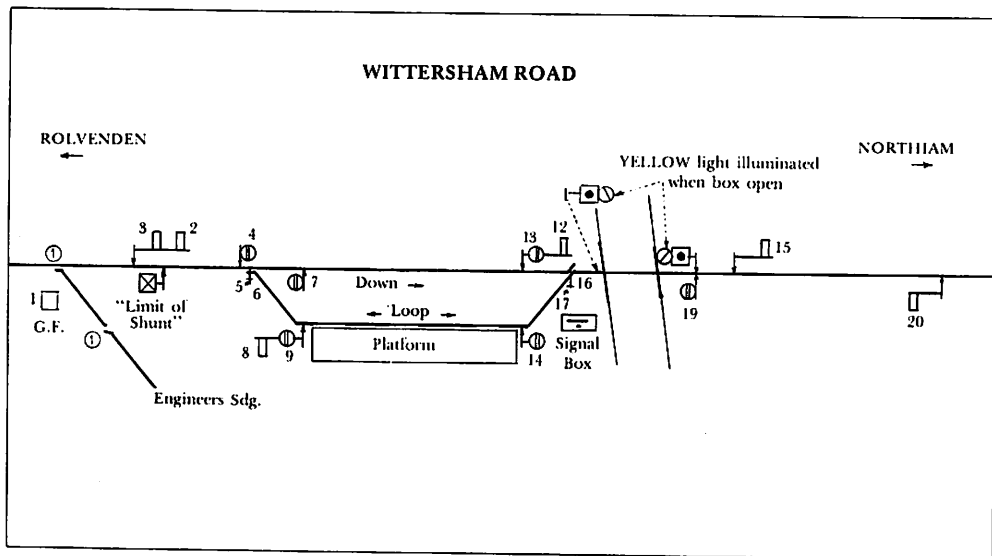 WITTERSHAM ROAD
ROLVENDEN
NORTHIAM
YELLOW light illuminated
when box open
3 2
4
13
12
15
1
1
G.F.
"Limit of
Shunt"
5
6
7
Down
16
17
19
20
Loop
1
8
9
Platform
14
Signal
Box
Engineers Sdg.